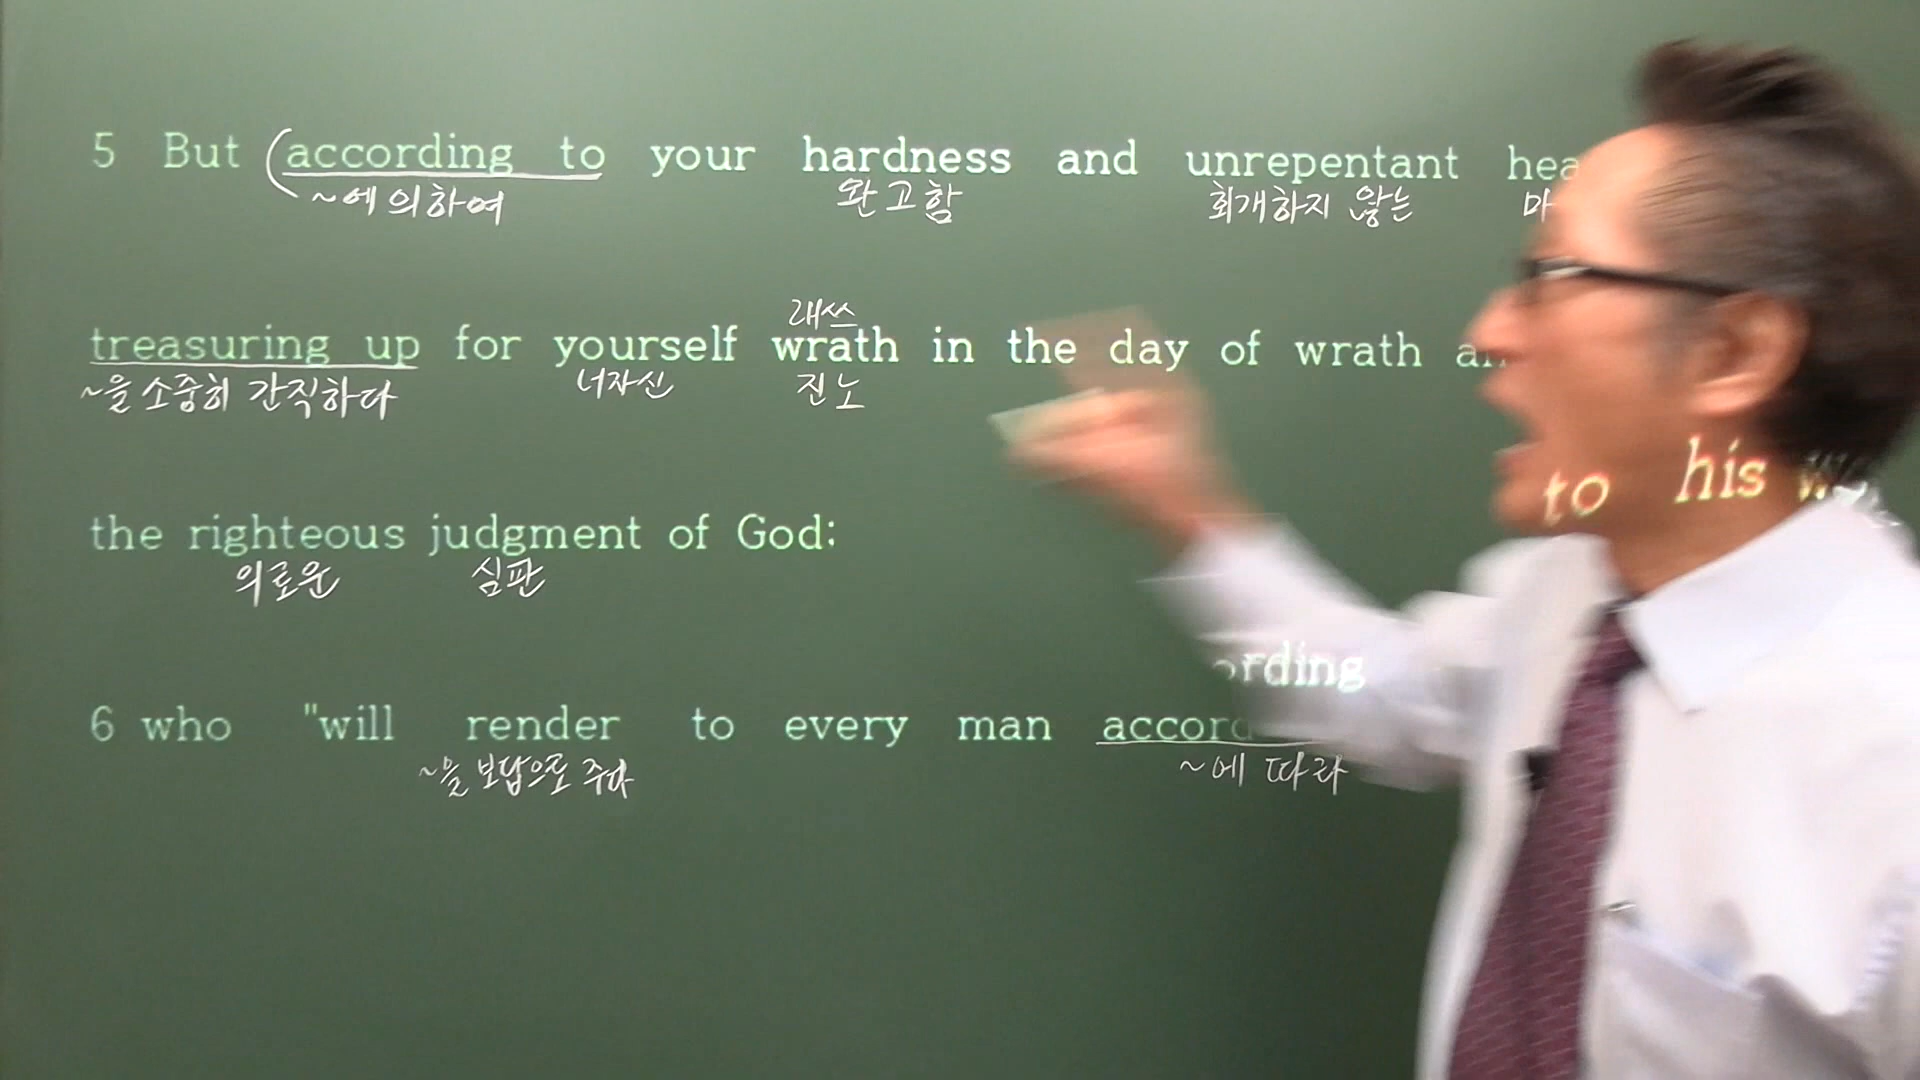 5 But (according to your hardness and unrepentant
~에 의하여 완고함 회개하지 않는
래쓰
treasuring up for yourself wrath in the day of wrath
~을 소중히 간직하다 너자신 진노
the righteous judgment of God:
의로운 심판
to his
ording
6 who "will render to every man accord
~을 보답으로 주다 ~에 따라